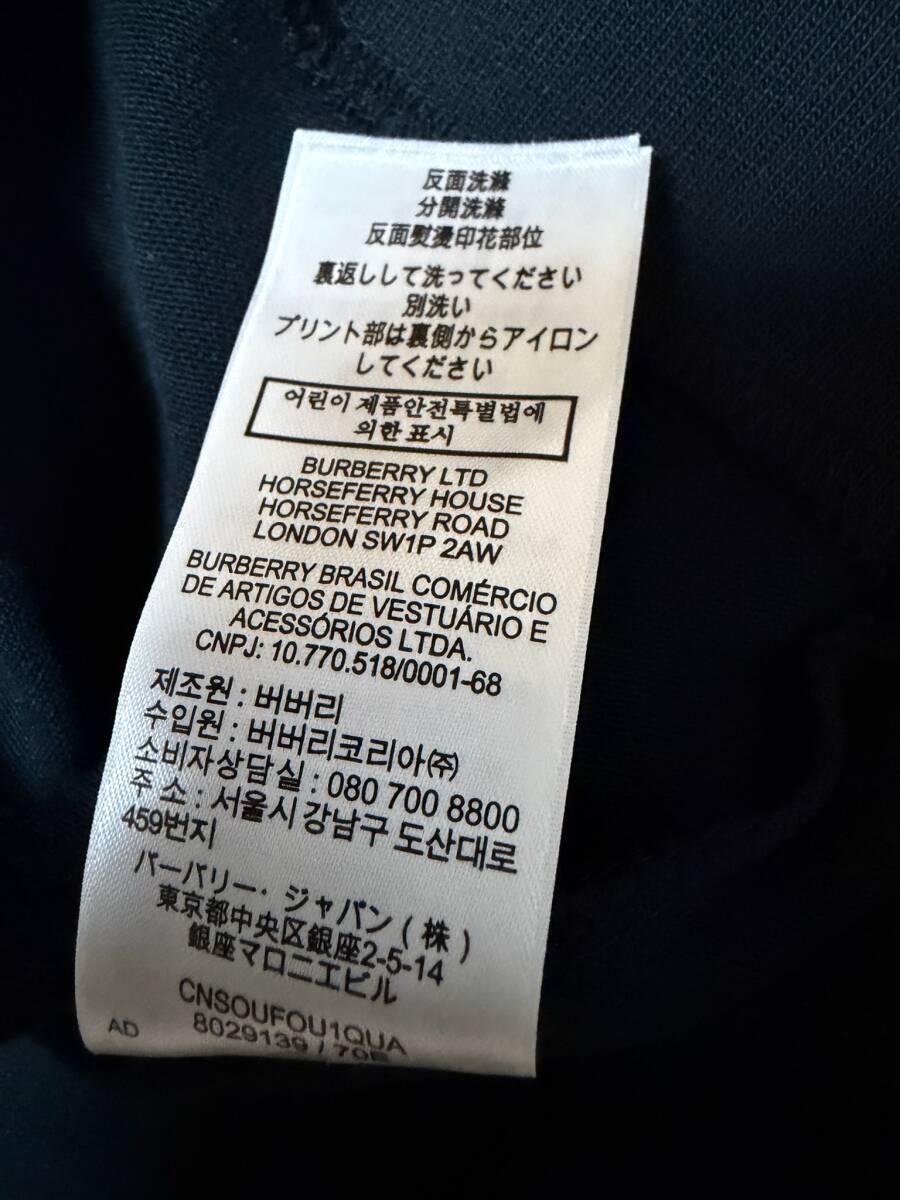 反面洗滌
分開洗滌
反面熨燙印花部位
裏返しして洗ってください
別洗い
プリント部は裏側からアイロン
してください
어린이 제품안전특별법에
의한 표시
BURBERRY LTD
HORSEFERRY HOUSE
HORSEFERRY ROAD
LONDON SW1P 2AW
BURBERRY BRASIL COMÉRCIO
DE ARTIGOS DE VESTUÁRIO E
ACESSÓRIOS LTDA.
CNPJ: 10.770.518/0001-68
제조원 : 버버리
수입원 : 버버리코리아㈜
소비자상담실 : 080 700 8800
주 소 : 서울시 강남구 도산대로
459번지
バーバリー・ジャパン(株)
東京都中央区銀座2-5-14
銀座マロニエビル
CNSOUFOU1QUA
AD 8029139 /